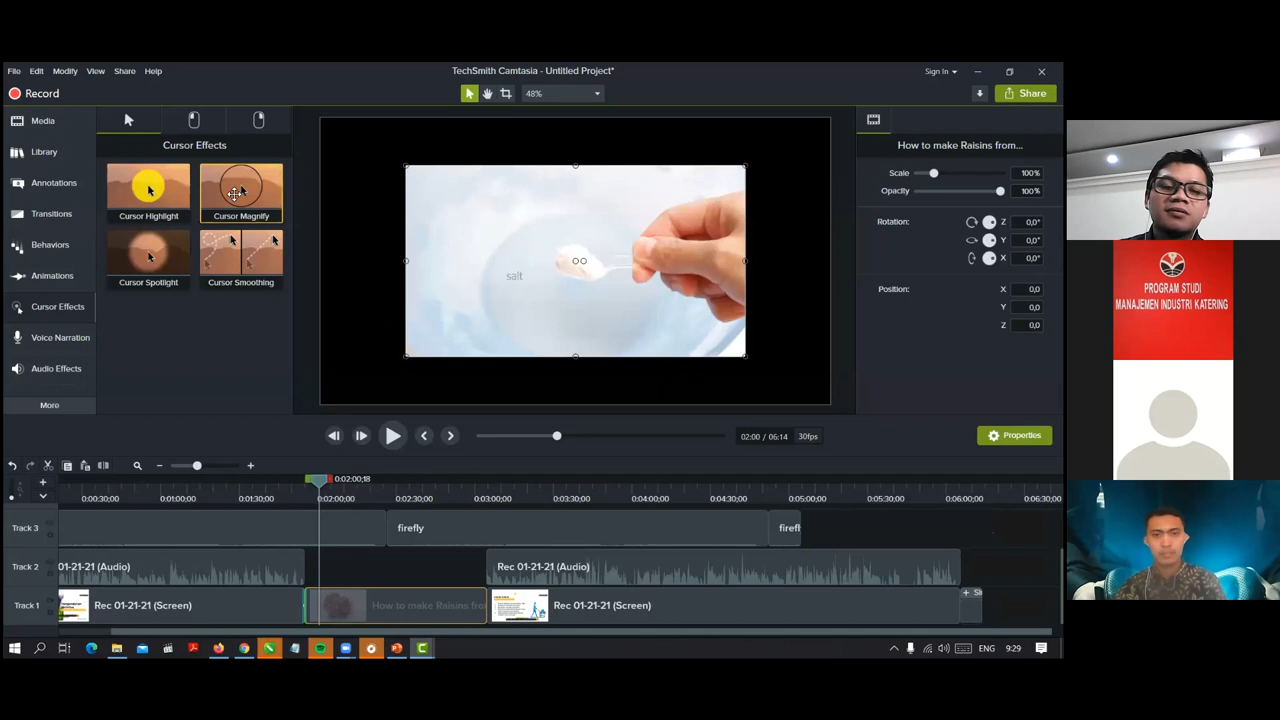 File Edit Modify View Share Help
TechSmith Camtasia - Untitled Project*
Sign In
Record
48%
Share
Media
Library
Annotations
Transitions
Behaviors
Animations
Cursor Effects
Voice Narration
Audio Effects
More
Cursor Effects
Cursor Highlight
Cursor Magnify
Cursor Spotlight
Cursor Smoothing
salt
How to make Raisins from...
Scale 100%
Opacity 100%
Rotation: Z 0,0°
Y 0,0°
X 0,0°
Position: X 0,0
Y 0,0
Z 0,0
PROGRAM STUDI
MANAJEMEN INDUSTRI KATERING
02:00 / 06:14 30fps
Properties
0:02:00;18
0:00:30;00 0:01:00;00 0:01:30;00 0:02:00;00 0:02:30;00 0:03:00;00 0:03:30;00 0:04:00;00 0:04:30;00 0:05:00;00 0:05:30;00 0:06:00;00 0:06:30;00
Track 3 firefly firefl
Track 2 01-21-21 (Audio) Rec 01-21-21 (Audio)
Track 1 Rec 01-21-21 (Screen) How to make Raisins fro Rec 01-21-21 (Screen)
ENG 9:29